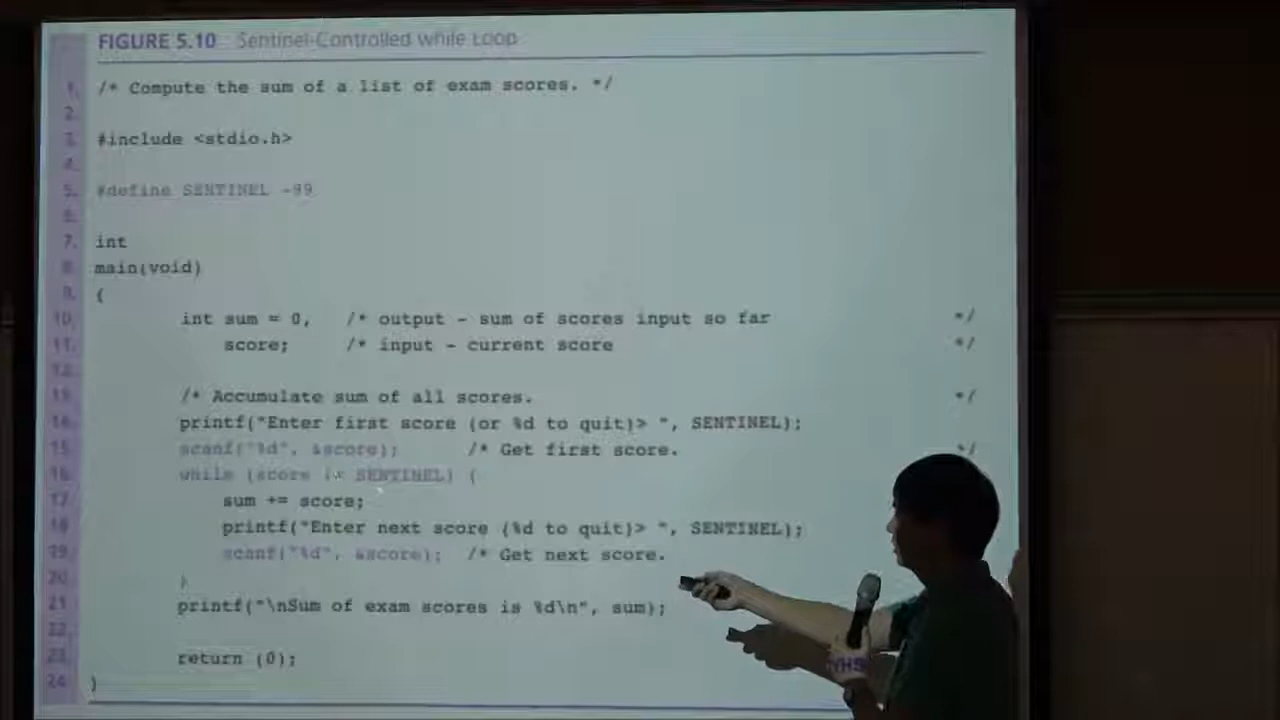 FIGURE 5.10 Sentinel-Controlled while Loop
1. /* Compute the sum of a list of exam scores. */
2.
3. #include <stdio.h>
4.
5. #define SENTINEL -99
6.
7. int
8. main(void)
9. {
10. int sum = 0, /* output - sum of scores input so far */
11. score; /* input - current score */
12.
13. /* Accumulate sum of all scores. */
14. printf("Enter first score (or %d to quit)> ", SENTINEL);
15. scanf("%d", &score); /* Get first score. */
16. while (score != SENTINEL) {
17. sum += score;
18. printf("Enter next score (%d to quit)> ", SENTINEL);
19. scanf("%d", &score); /* Get next score.
20. }
21. printf("\nSum of exam scores is %d\n", sum);
22.
23. return (0);
24. }
YHS